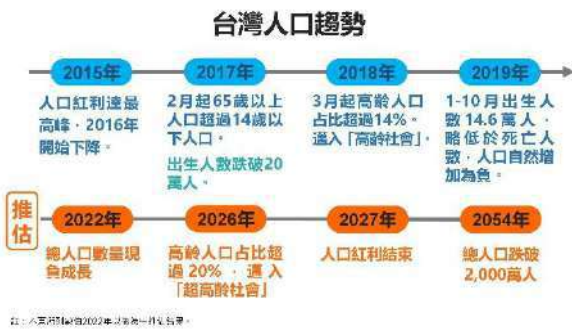 台灣人口趨勢
2015年
人口紅利達最
高峰，2016年
開始下降。
2017年
2月起65歲以上
人口超過14歲以
下人口。
出生人數跌破20
萬人。
2018年
3月起高齡人口
占比超過14%。
邁入「高齡社會」。
2019年
1-10月出生人
數14.6萬人，
略低於死亡人
數，人口自然增
加為負。
推
估
2022年
總人口數量現
負成長
2026年
高齡人口占比超
過20%，邁入
「超高齡社會」
2027年
人口紅利結束
2054年
總人口跌破
2,000萬人